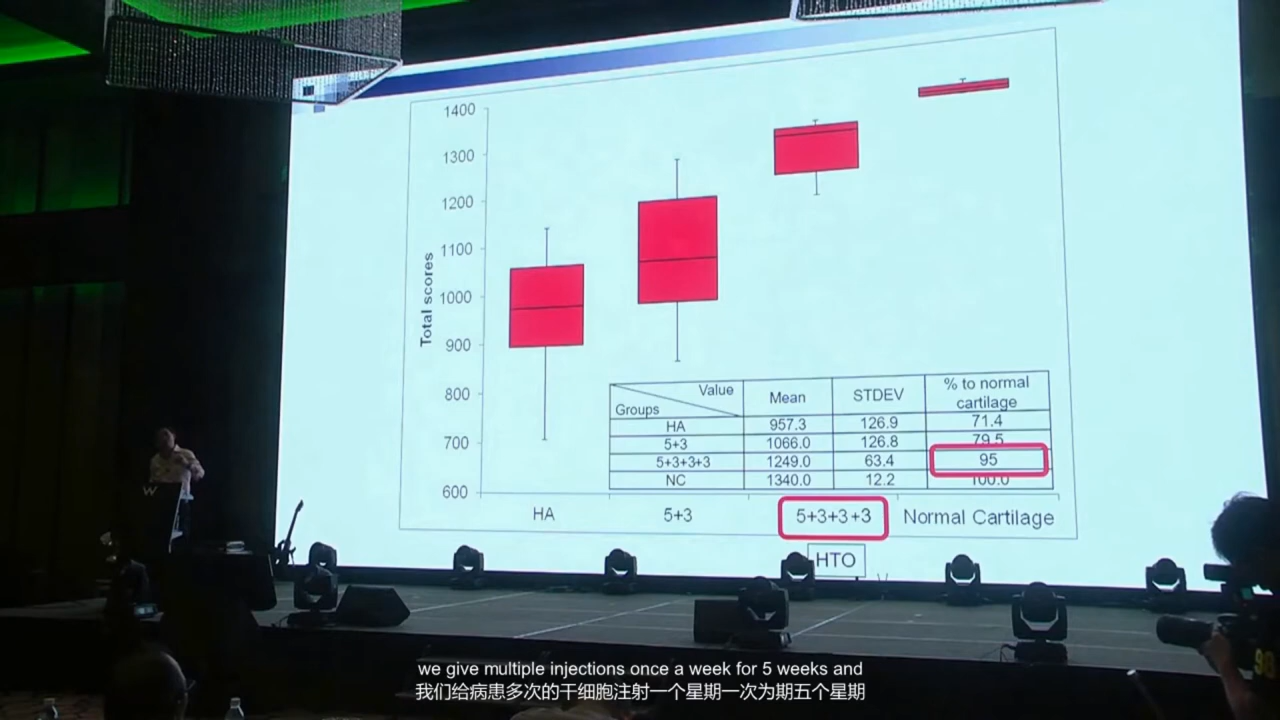 1400
1300
1200
1100
1000
900
800
700
600
Total scores
Value
Groups
Mean
STDEV
% to normal
cartilage
HA 957.3 126.9 71.4
5+3 1066.0 126.8 79.5
5+3+3+3 1249.0 63.4 95
NC 1340.0 12.2 100.0
HA 5+3 5+3+3+3 Normal Cartilage
HTO
W
we give multiple injections once a week for 5 weeks and
我们给病患多次的干细胞注射一个星期一次为期五个星期